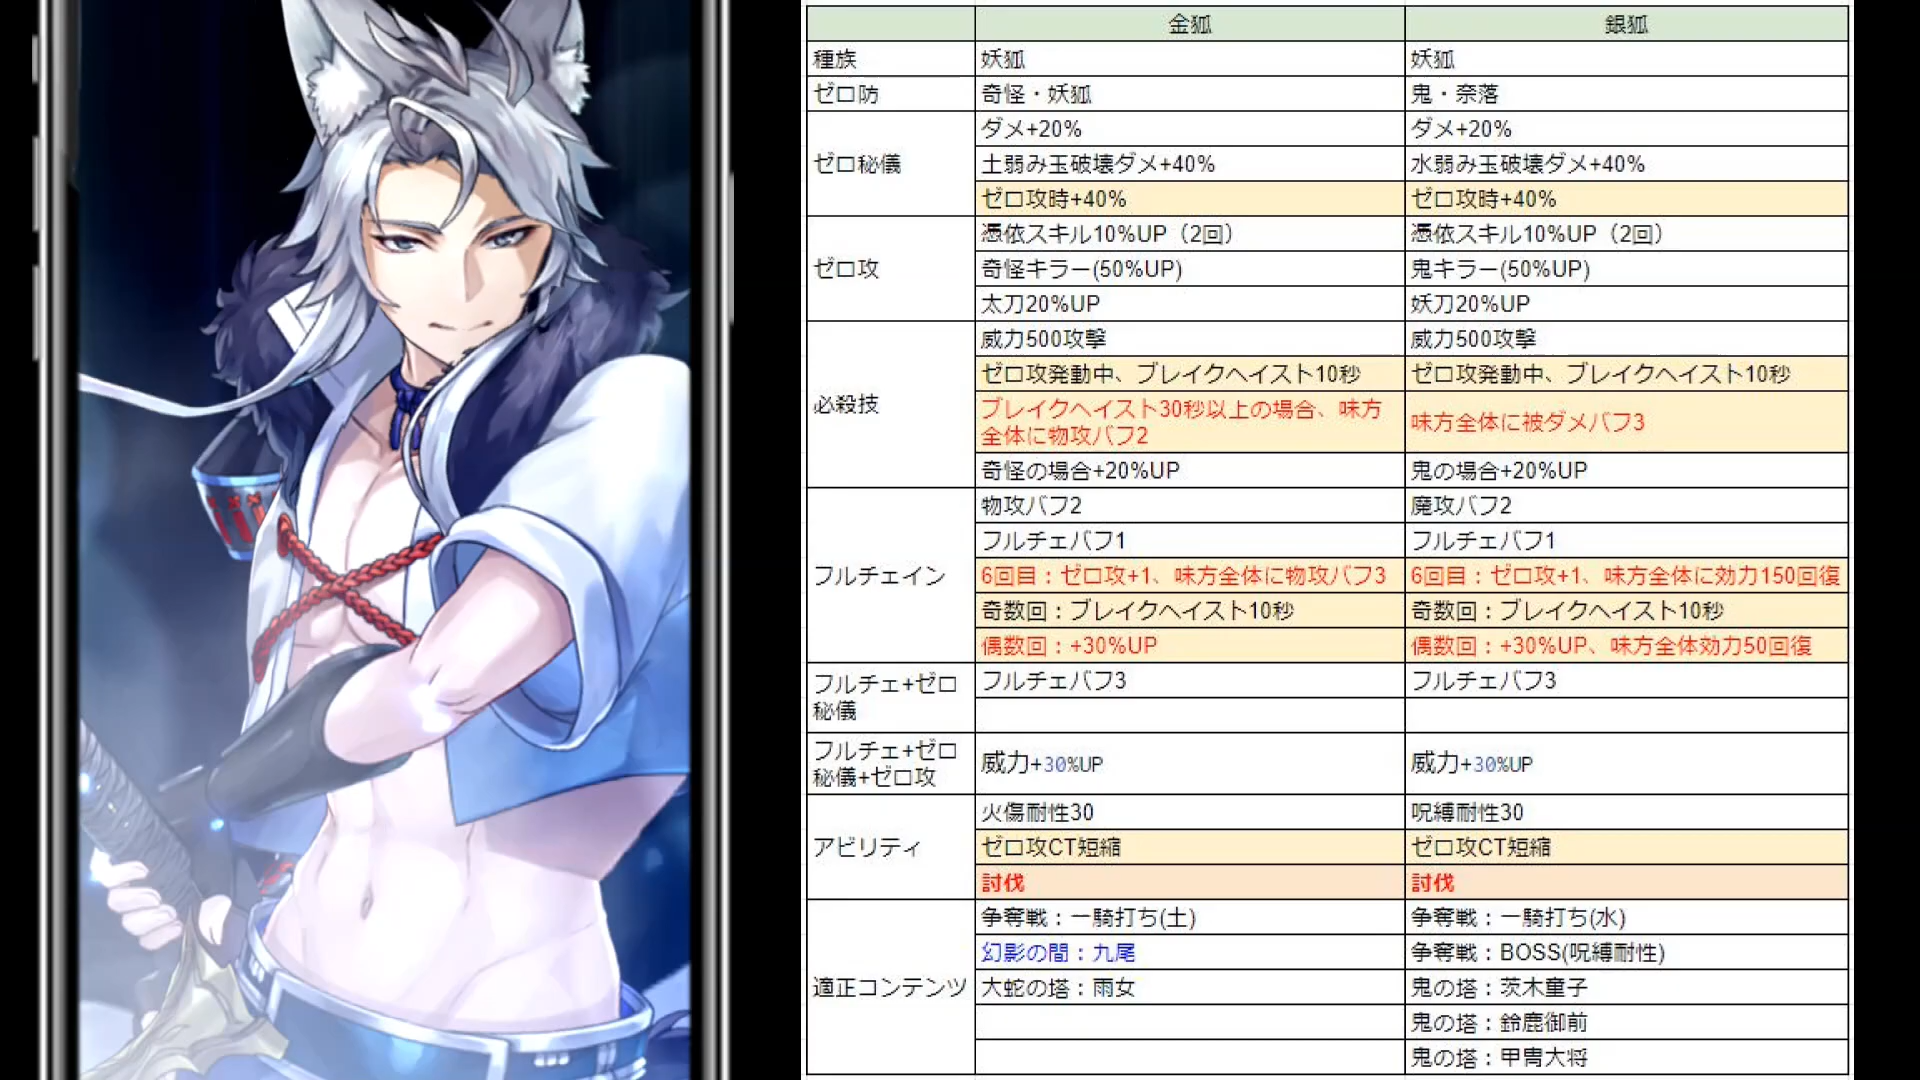 金狐 銀狐
種族 妖狐 妖狐
ゼロ防 奇怪・妖狐 鬼・奈落
ゼロ秘儀 ダメ+20% ダメ+20%
土弱み玉破壊ダメ+40% 水弱み玉破壊ダメ+40%
ゼロ攻時+40% ゼロ攻時+40%
ゼロ攻 憑依スキル10%UP（2回） 憑依スキル10%UP（2回）
奇怪キラー(50%UP) 鬼キラー(50%UP)
太刀20%UP 妖刀20%UP
必殺技 威力500攻撃 威力500攻撃
ゼロ攻発動中、ブレイクヘイスト10秒 ゼロ攻発動中、ブレイクヘイスト10秒
ブレイクヘイスト30秒以上の場合、味方
全体に物攻バフ2 味方全体に被ダメバフ3
奇怪の場合+20%UP 鬼の場合+20%UP
フルチェイン 物攻バフ2 魔攻バフ2
フルチェバフ1 フルチェバフ1
6回目：ゼロ攻+1、味方全体に物攻バフ3 6回目：ゼロ攻+1、味方全体に効力150回復
奇数回：ブレイクヘイスト10秒 奇数回：ブレイクヘイスト10秒
偶数回：+30%UP 偶数回：+30%UP、味方全体効力50回復
フルチェ+ゼロ
秘儀 フルチェバフ3 フルチェバフ3
フルチェ+ゼロ
秘儀+ゼロ攻 威力+30%UP 威力+30%UP
アビリティ 火傷耐性30 呪縛耐性30
ゼロ攻CT短縮 ゼロ攻CT短縮
討伐 討伐
適正コンテンツ 争奪戦：一騎打ち(土) 争奪戦：一騎打ち(水)
幻影の間：九尾 争奪戦：BOSS(呪縛耐性)
大蛇の塔：雨女 鬼の塔：茨木童子
鬼の塔：鈴鹿御前
鬼の塔：甲冑大将